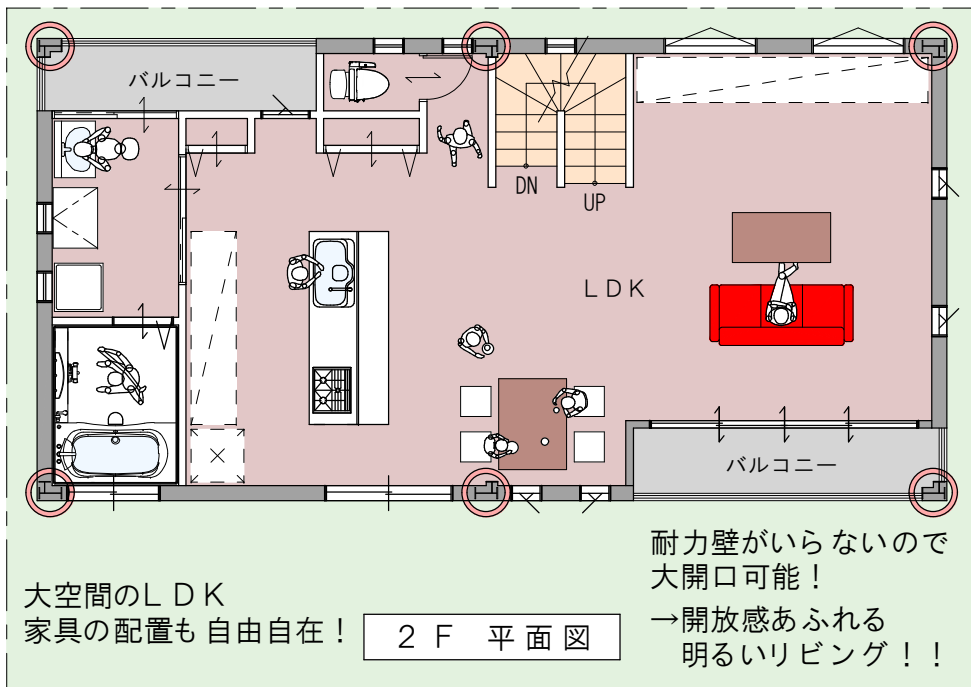 バルコニー
DN
UP
LDK
バルコニー
大空間のLDK
家具の配置も自由自在！
2F 平面図
耐力壁がいらないので
大開口可能！
→開放感あふれる
明るいリビング！！